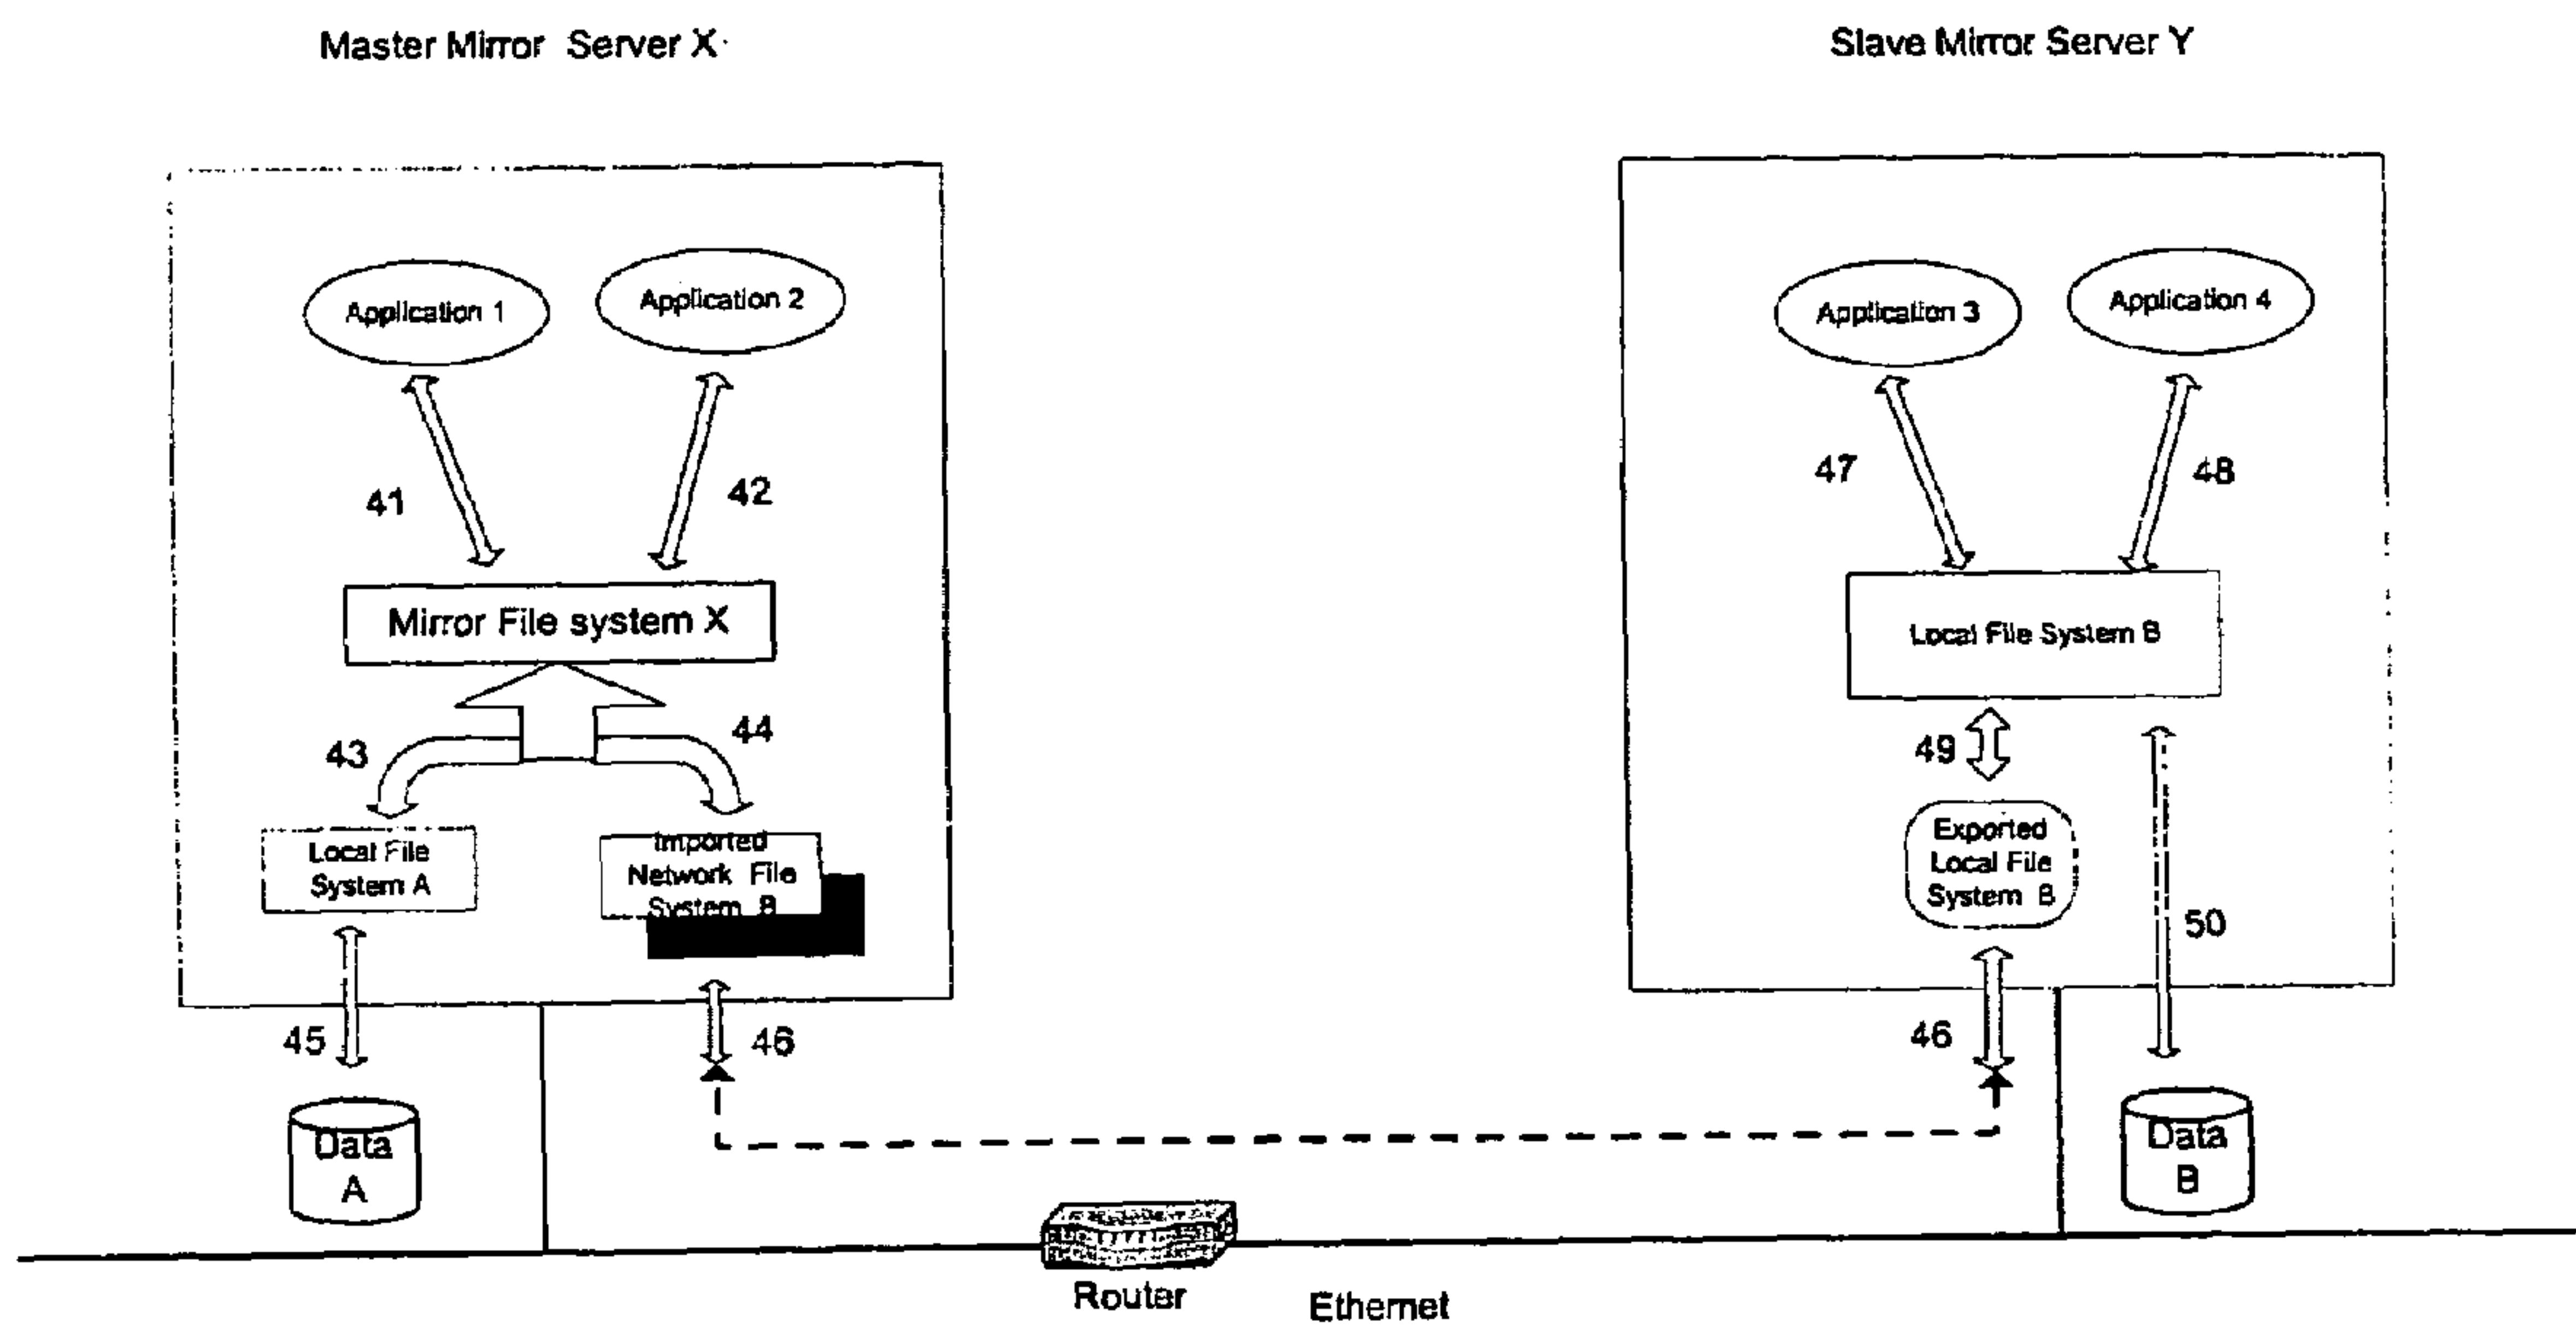 Master Mirror Server X
Slave Mirror Server Y
Application 1
Application 2
Application 3
Application 4
41
42
47
48
Mirror File system X
Local File System B
43
44
49
Local File
System A
Imported
Network File
System B
Exported
Local File
System B
50
45
46
46
Data
A
Data
B
Router
Ethernet